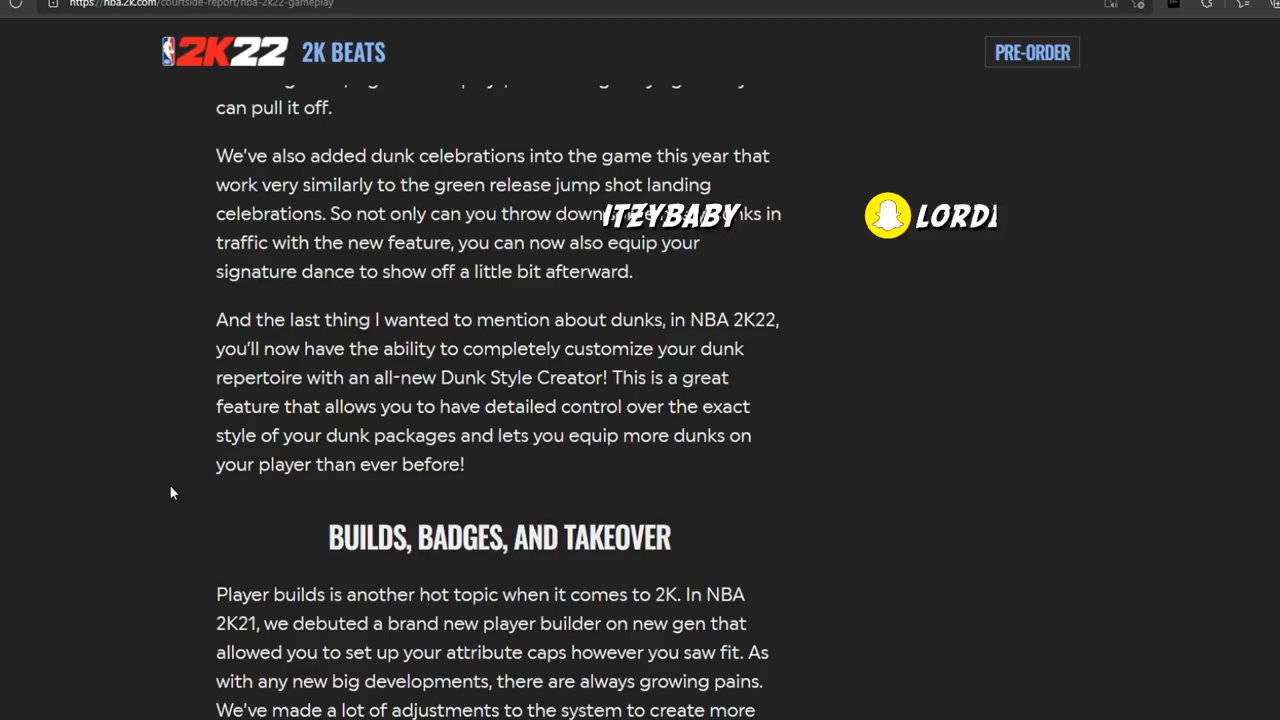 https://nba.2k.com/courtside-report/nba-2k22-gameplay
2K22 2K BEATS
PRE-ORDER
can pull it off.
We've also added dunk celebrations into the game this year that
work very similarly to the green release jump shot landing
celebrations. So not only can you throw down in
ITZYBABY
LORD
traffic with the new feature, you can now also equip your
signature dance to show off a little bit afterward.
And the last thing I wanted to mention about dunks, in NBA 2K22,
you'll now have the ability to completely customize your dunk
repertoire with an all-new Dunk Style Creator! This is a great
feature that allows you to have detailed control over the exact
style of your dunk packages and lets you equip more dunks on
your player than ever before!
BUILDS, BADGES, AND TAKEOVER
Player builds is another hot topic when it comes to 2K. In NBA
2K21, we debuted a brand new player builder on new gen that
allowed you to set up your attribute caps however you saw fit. As
with any new big developments, there are always growing pains.
We've made a lot of adjustments to the system to create more